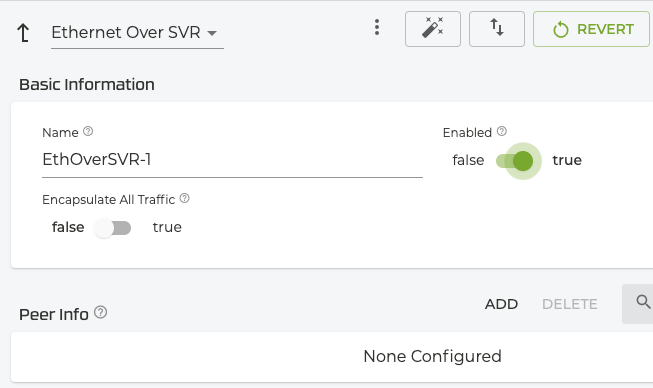 Ethernet Over SVR
REVERT
Basic Information
Name
Enabled
EthOverSVR-1
false true
Encapsulate All Traffic
false true
ADD DELETE
Peer Info
None Configured